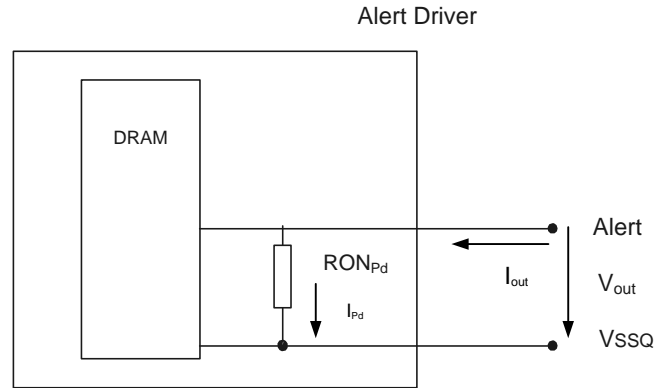 Alert Driver
DRAM
Alert
RONPd
Iout
Vout
IPd
VSSQ